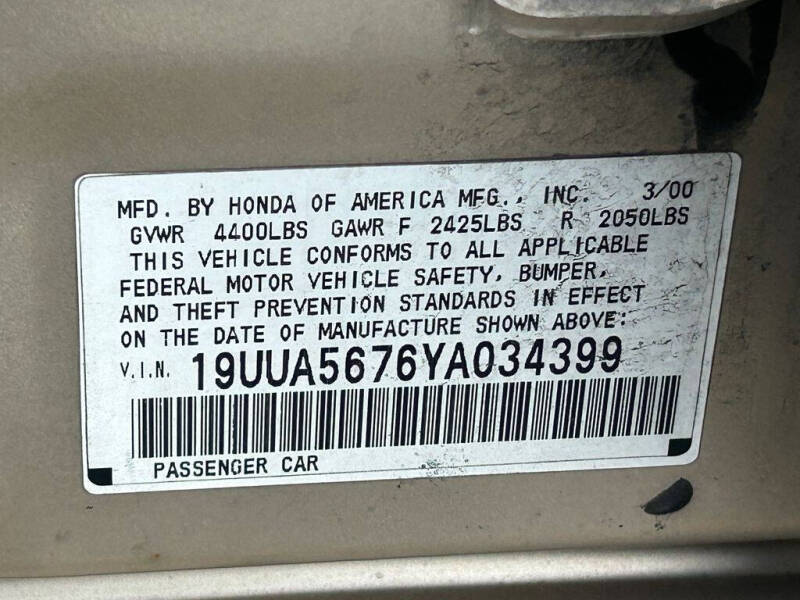 MFD. BY HONDA OF AMERICA MFG., INC. 3/00
GVWR 4400LBS GAWR F 2425LBS R 2050LBS
THIS VEHICLE CONFORMS TO ALL APPLICABLE
FEDERAL MOTOR VEHICLE SAFETY, BUMPER,
AND THEFT PREVENTION STANDARDS IN EFFECT
ON THE DATE OF MANUFACTURE SHOWN ABOVE:
V.I.N. 19UUA5676YA034399
PASSENGER CAR